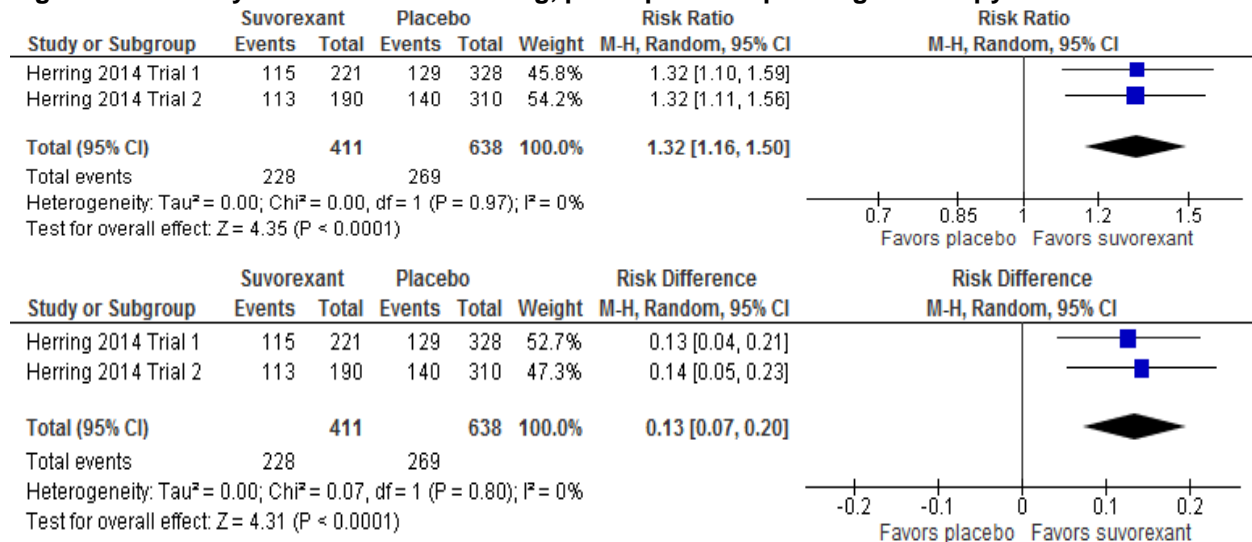 Suvorexant Placebo Risk Ratio Risk Ratio
Study or Subgroup Events Total Events Total Weight M-H, Random, 95% CI M-H, Random, 95% CI
Herring 2014 Trial 1 115 221 129 328 45.8% 1.32 [1.10, 1.59]
Herring 2014 Trial 2 113 190 140 310 54.2% 1.32 [1.11, 1.56]
Total (95% CI) 411 638 100.0% 1.32 [1.16, 1.50]
Total events 228 269
Heterogeneity: Tau² = 0.00; Chi² = 0.00, df = 1 (P = 0.97); I² = 0%
Test for overall effect: Z = 4.35 (P < 0.0001)
0.7 0.85 1 1.2 1.5
Favors placebo Favors suvorexant
Suvorexant Placebo Risk Difference Risk Difference
Study or Subgroup Events Total Events Total Weight M-H, Random, 95% CI M-H, Random, 95% CI
Herring 2014 Trial 1 115 221 129 328 52.7% 0.13 [0.04, 0.21]
Herring 2014 Trial 2 113 190 140 310 47.3% 0.14 [0.05, 0.23]
Total (95% CI) 411 638 100.0% 0.13 [0.07, 0.20]
Total events 228 269
Heterogeneity: Tau² = 0.00; Chi² = 0.07, df = 1 (P = 0.80); I² = 0%
Test for overall effect: Z = 4.31 (P < 0.0001)
-0.2 -0.1 0 0.1 0.2
Favors placebo Favors suvorexant